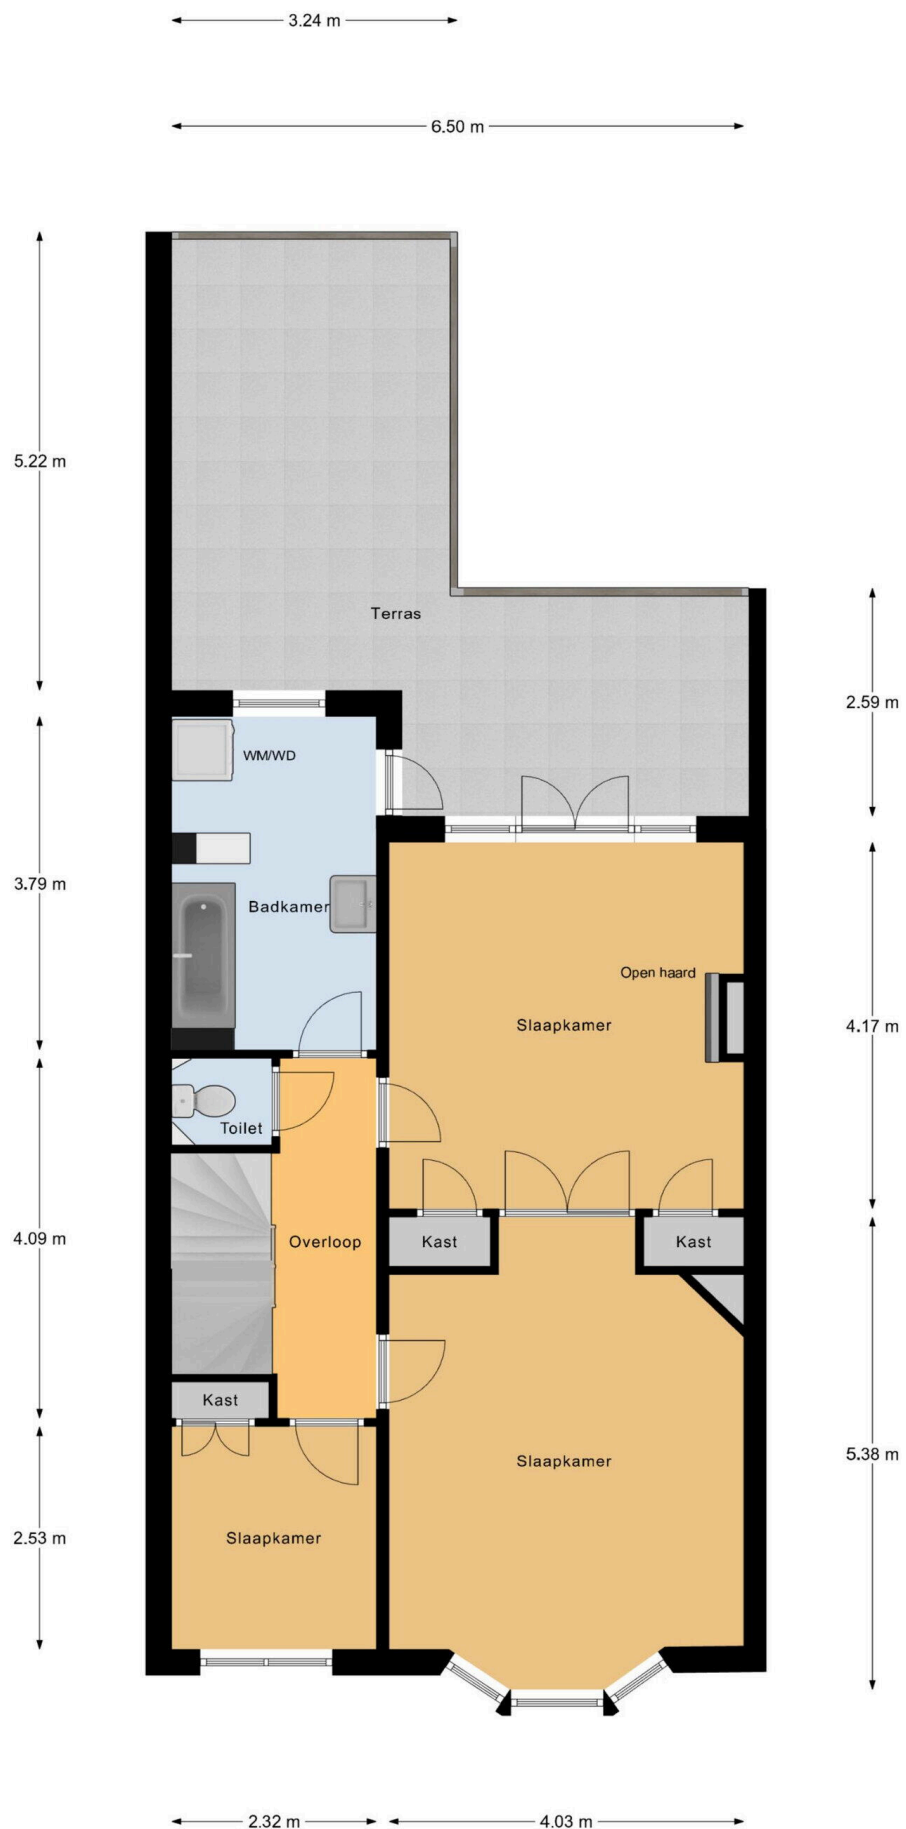 3.24 m
6.50 m
5.22 m
Terras
2.59 m
WM/WD
3.79 m
Badkamer
Open haard
Slaapkamer
4.17 m
Toilet
4.09 m
Overloop
Kast
Kast
Kast
5.38 m
Slaapkamer
2.53 m
Slaapkamer
2.32 m
4.03 m